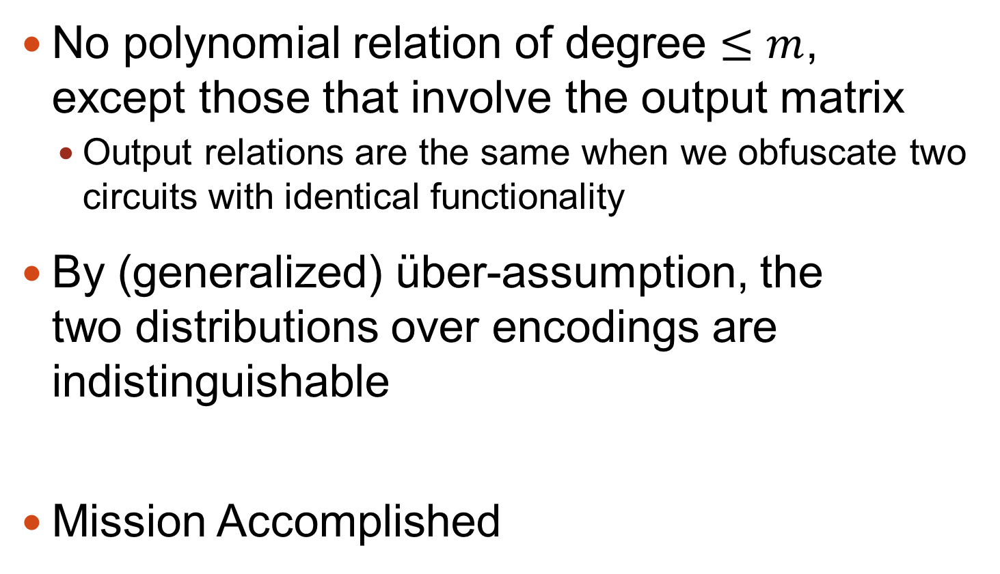 • No polynomial relation of degree ≤ 𝑚,
except those that involve the output matrix
• Output relations are the same when we obfuscate two
circuits with identical functionality
• By (generalized) über-assumption, the
two distributions over encodings are
indistinguishable
• Mission Accomplished